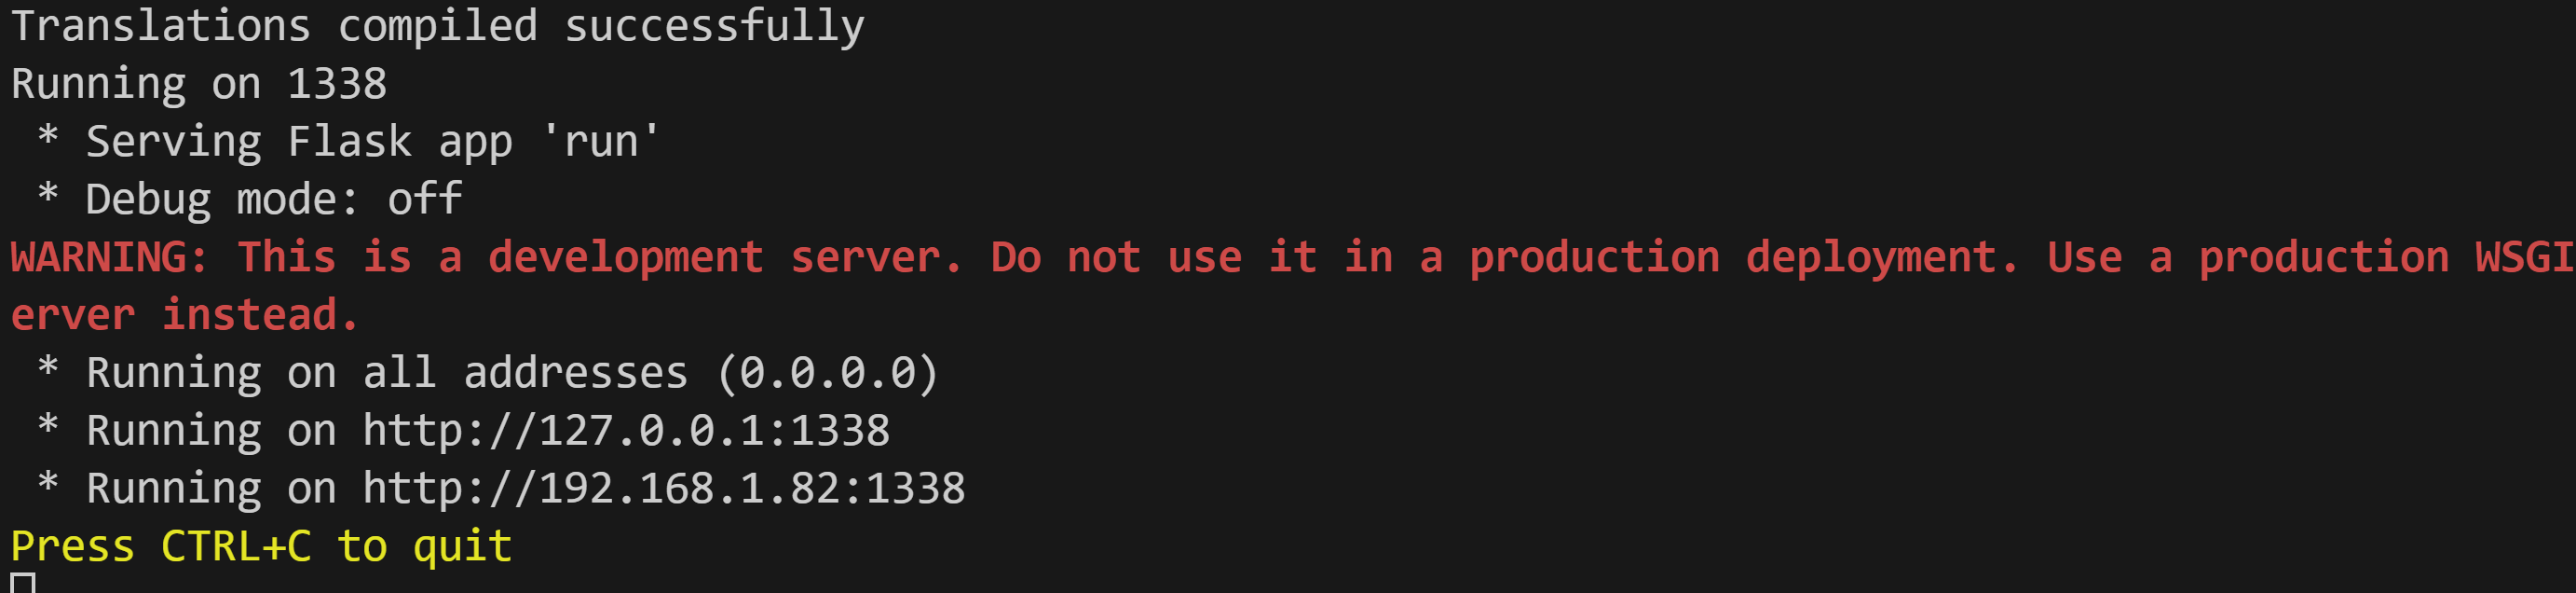 Translations compiled successfully
Running on 1338
 * Serving Flask app 'run'
 * Debug mode: off
WARNING: This is a development server. Do not use it in a production deployment. Use a production WSGI
erver instead.
 * Running on all addresses (0.0.0.0)
 * Running on http://127.0.0.1:1338
 * Running on http://192.168.1.82:1338
Press CTRL+C to quit